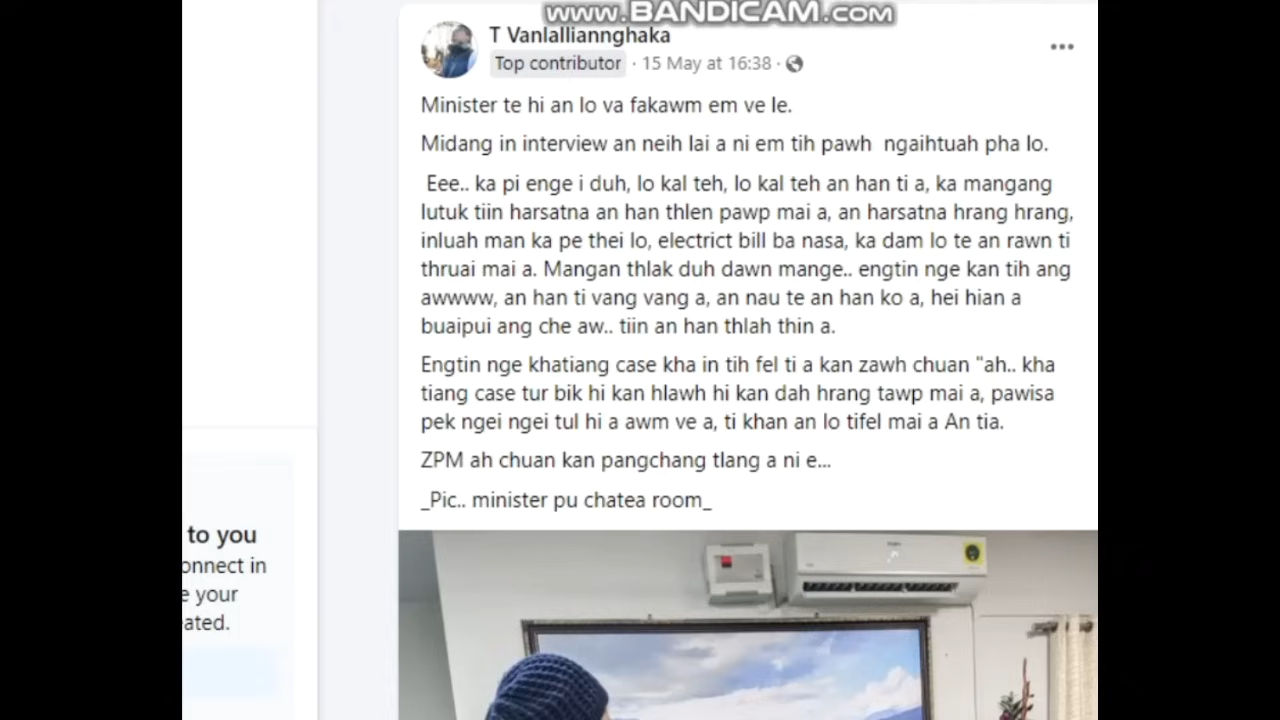 www.BANDICAM.com
T Vanlalliannghaka
Top contributor · 15 May at 16:38 ·
Minister te hi an lo va fakawm em ve le.
Midang in interview an neih lai a ni em tih pawh ngaihtuah pha lo.
Eee.. ka pi enge i duh, lo kal teh, lo kal teh an han ti a, ka mangang
lutuk tiin harsatna an han thlen pawp mai a, an harsatna hrang hrang,
inluah man ka pe thei lo, electrict bill ba nasa, ka dam lo te an rawn ti
thruai mai a. Mangan thlak duh dawn mange.. engtin nge kan tih ang
awwww, an han ti vang vang a, an nau te an han ko a, hei hian a
buaipui ang che aw.. tiin an han thlah thin a.
Engtin nge khatiang case kha in tih fel ti a kan zawh chuan "ah.. kha
tiang case tur bik hi kan hlawh hi kan dah hrang tawp mai a, pawisa
pek ngei ngei tul hi a awm ve a, ti khan an lo tifel mai a An tia.
ZPM ah chuan kan pangchang tlang a ni e...
_Pic.. minister pu chatea room_
to you
onnect in
e your
eated.